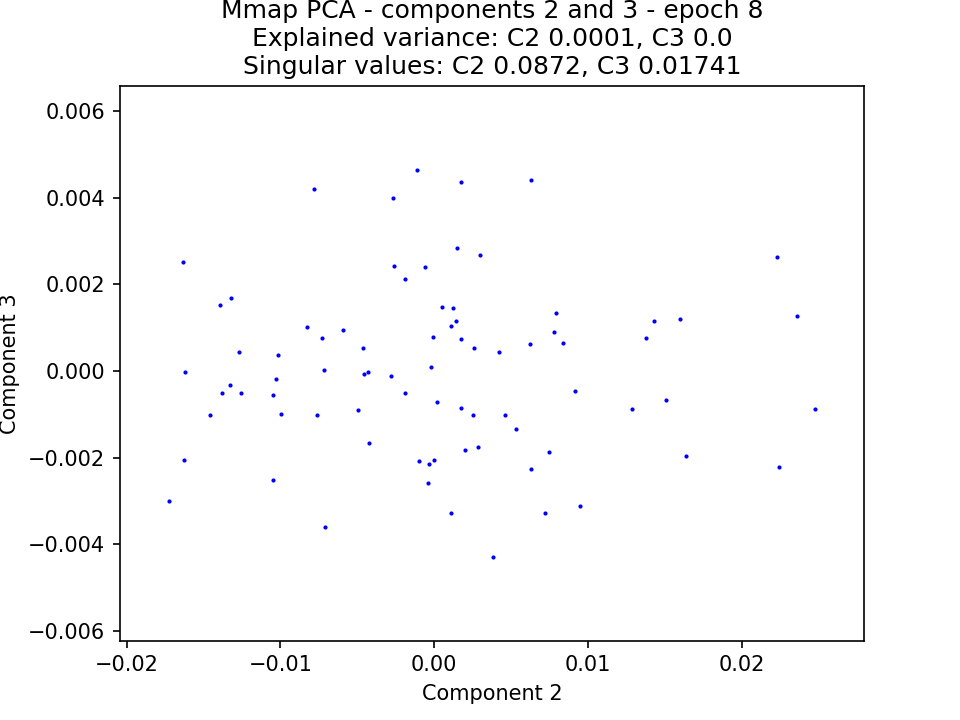 Mmap PCA - components 2 and 3 - epoch 8
Explained variance: C2 0.0001, C3 0.0
Singular values: C2 0.0872, C3 0.01741
0.006
0.004
0.002
0.000
−0.002
−0.004
−0.006
Component 3
−0.02
−0.01
0.00
0.01
0.02
Component 2